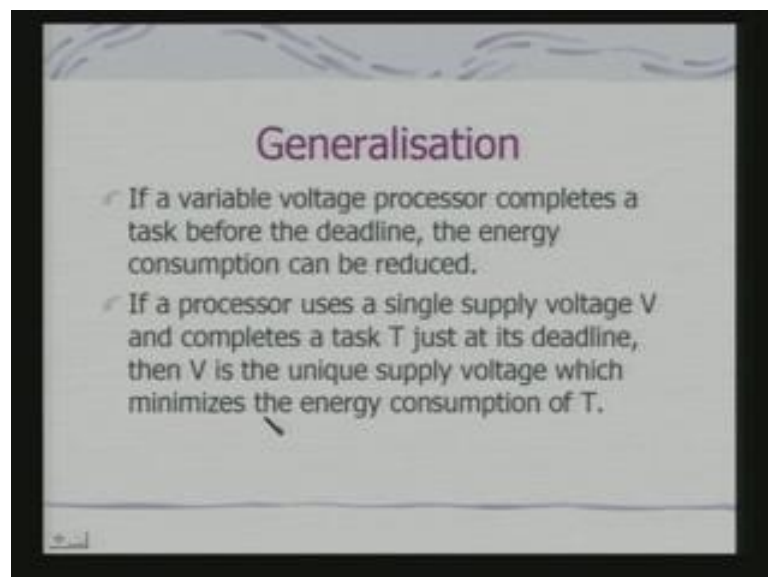 Generalisation
If a variable voltage processor completes a
task before the deadline, the energy
consumption can be reduced.
If a processor uses a single supply voltage V
and completes a task T just at its deadline,
then V is the unique supply voltage which
minimizes the energy consumption of T.